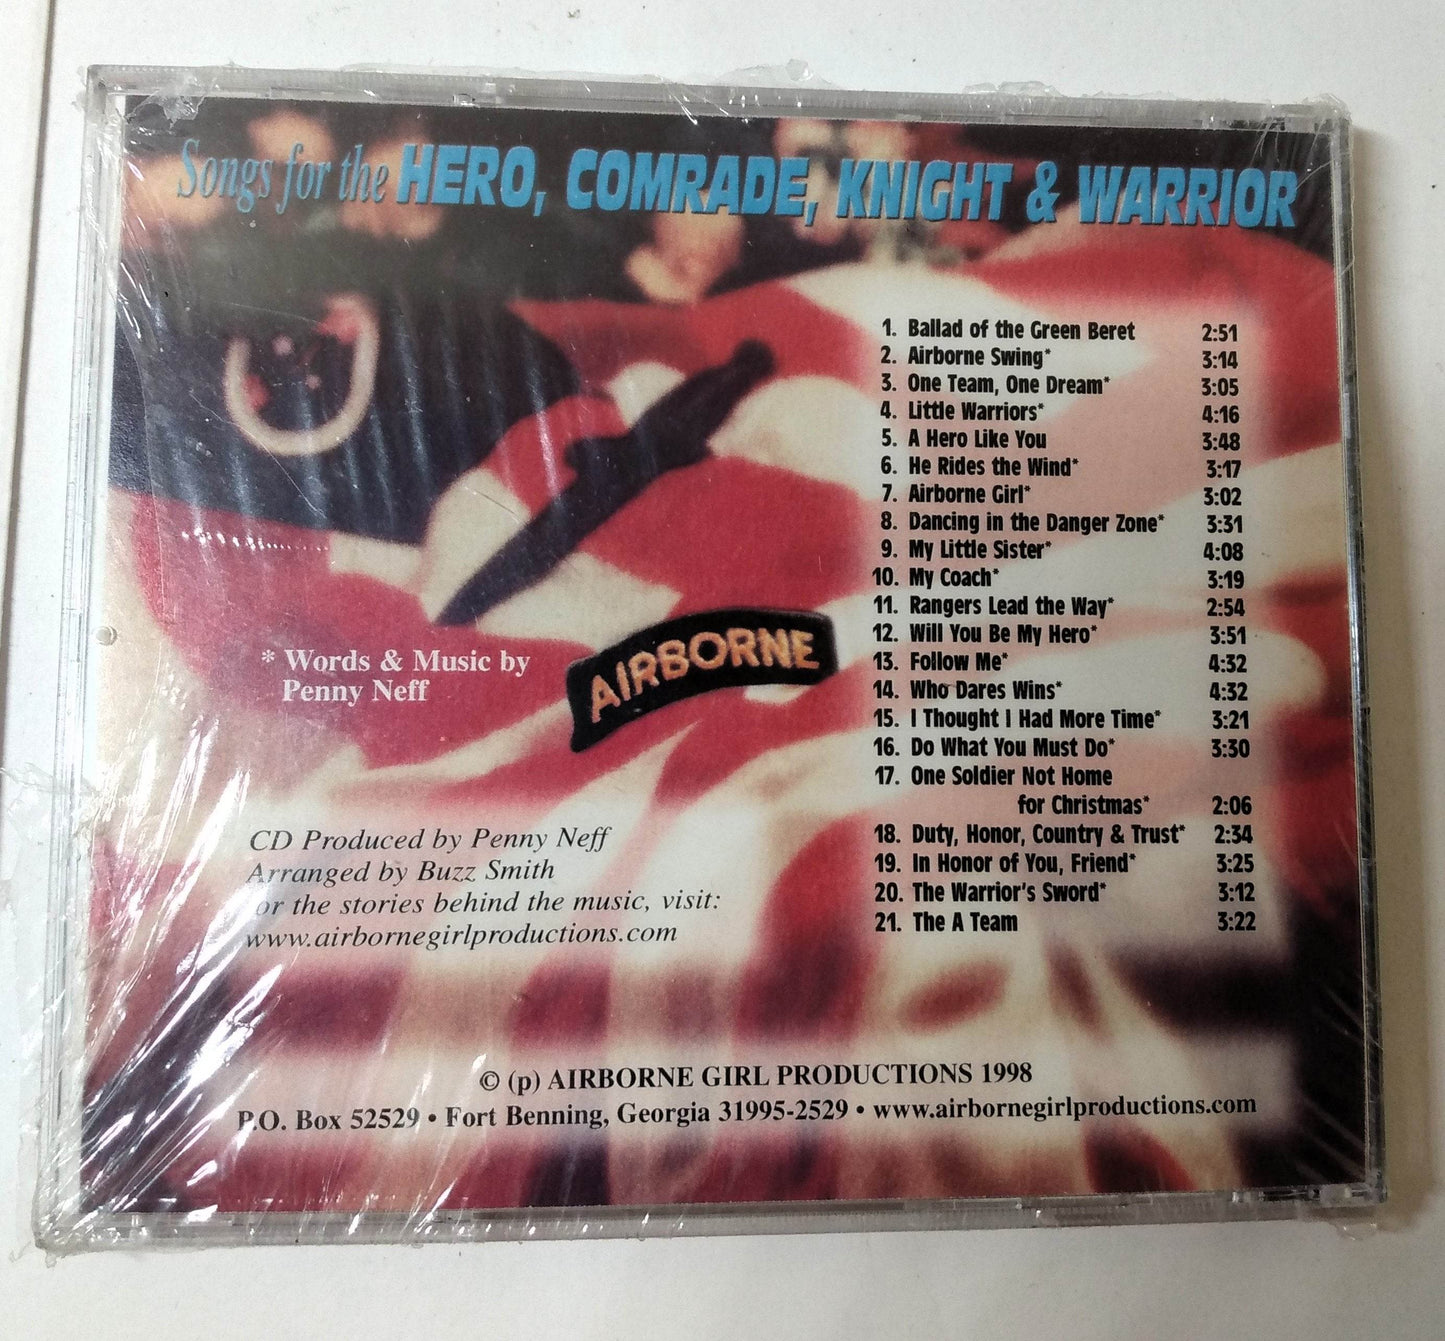 Songs for the HERO, COMRADE, KNIGHT & WARRIOR
1. Ballad of the Green Beret 2:51
2. Airborne Swing* 3:14
3. One Team, One Dream* 3:05
4. Little Warriors* 4:16
5. A Hero Like You 3:48
6. He Rides the Wind* 3:17
7. Airborne Girl* 3:02
8. Dancing in the Danger Zone* 3:31
9. My Little Sister* 4:08
10. My Coach* 3:19
11. Rangers Lead the Way* 2:54
12. Will You Be My Hero* 3:51
13. Follow Me* 4:32
14. Who Dares Wins* 4:32
15. I Thought I Had More Time* 3:21
16. Do What You Must Do* 3:30
17. One Soldier Not Home
for Christmas* 2:06
18. Duty, Honor, Country & Trust* 2:34
19. In Honor of You, Friend* 3:25
20. The Warrior's Sword* 3:12
21. The A Team 3:22
AIRBORNE
* Words & Music by
Penny Neff
CD Produced by Penny Neff
Arranged by Buzz Smith
or the stories behind the music, visit:
www.airbornegirlproductions.com
© (p) AIRBORNE GIRL PRODUCTIONS 1998
P.O. Box 52529 • Fort Benning, Georgia 31995-2529 • www.airbornegirlproductions.com